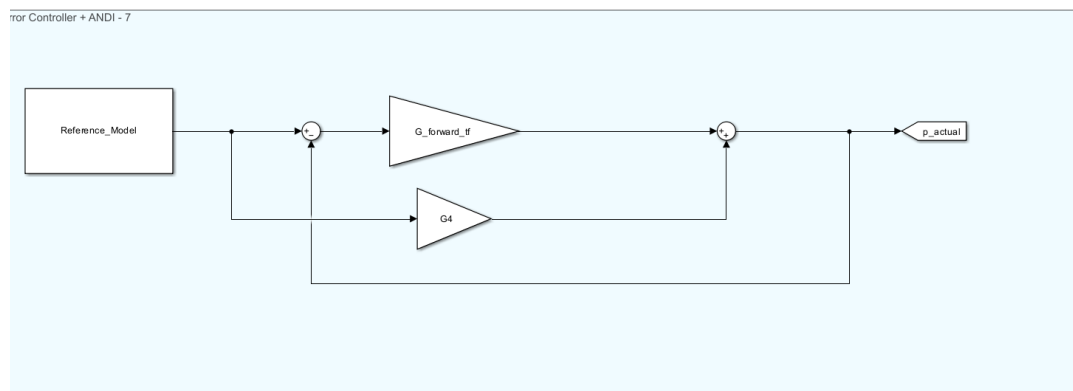 rror Controller + ANDI - 7
Reference_Model
+
−
G_forward_tf
+
+
p_actual
G4